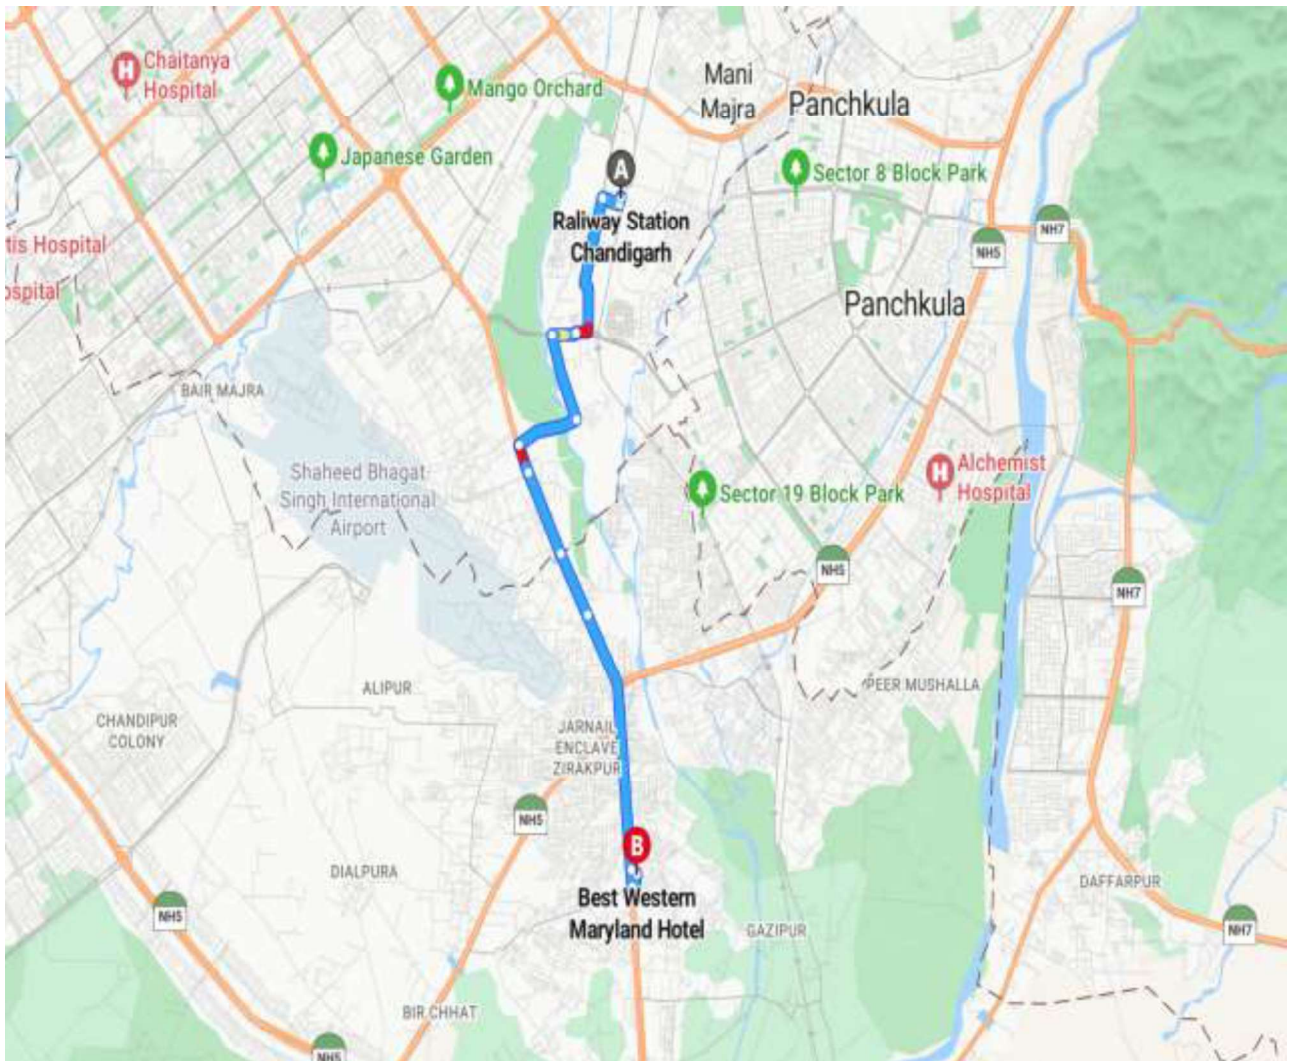 Chaitanya
Hospital
Mango Orchard
Mani
Majra
Panchkula
Japanese Garden
A
Sector 8 Block Park
Raliway Station
Chandigarh
NH7
NH5
tis Hospital
ospital
Panchkula
BAIR MAJRA
Shaheed Bhagat
Singh International
Airport
Alchemist
Hospital
Sector 19 Block Park
NH5
NH7
ALIPUR
PEER MUSHALLA
CHANDIPUR
COLONY
JARNAIL
ENCLAVE
ZIRAKPUR
NH5
B
DIALPURA
DAFFARPUR
Best Western
Maryland Hotel
NH5
GAZIPUR
NH7
BIR CHHAT
NH5
H
H